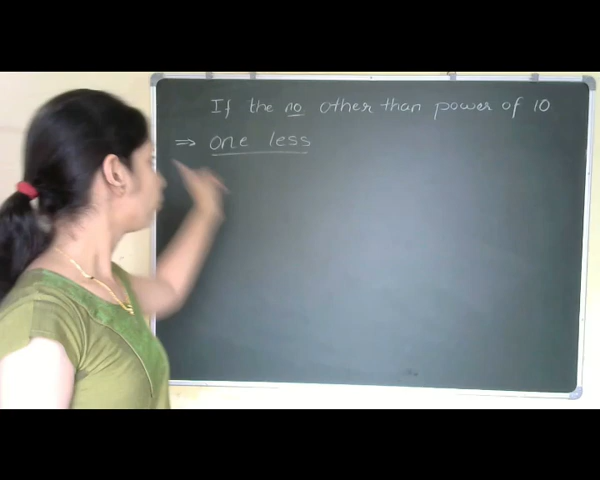 If the no other than power of 10
⇒ one less